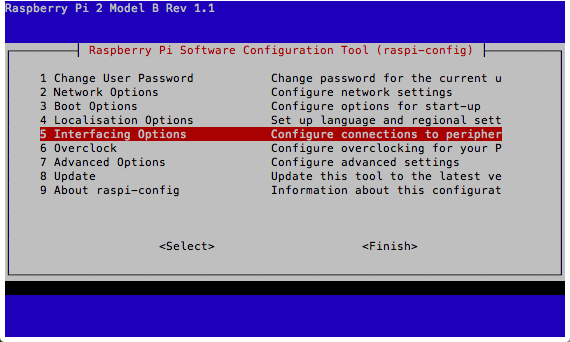 Raspberry Pi 2 Model B Rev 1.1
Raspberry Pi Software Configuration Tool (raspi-config)
1 Change User Password Change password for the current u
2 Network Options Configure network settings
3 Boot Options Configure options for start-up
4 Localisation Options Set up language and regional sett
5 Interfacing Options Configure connections to peripher
6 Overclock Configure overclocking for your P
7 Advanced Options Configure advanced settings
8 Update Update this tool to the latest ve
9 About raspi-config Information about this configurat
<Select> <Finish>